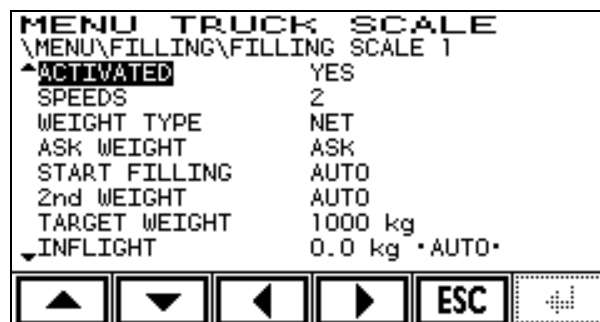 MENU TRUCK SCALE
\MENU\FILLING\FILLING SCALE 1
ACTIVATED YES
SPEEDS 2
WEIGHT TYPE NET
ASK WEIGHT ASK
START FILLING AUTO
2nd WEIGHT AUTO
TARGET WEIGHT 1000 kg
INFLIGHT 0.0 kg ·AUTO·
ESC